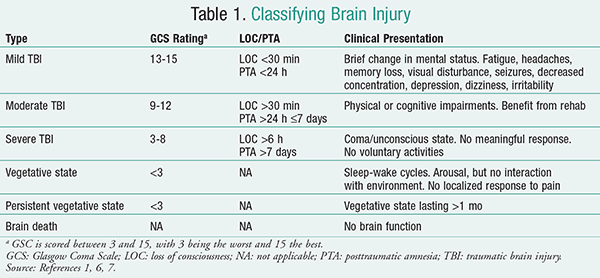 Table 1. Classifying Brain Injury
Type GCS Ratingᵃ LOC/PTA Clinical Presentation
Mild TBI 13-15 LOC <30 min Brief change in mental status. Fatigue, headaches,
PTA <24 h memory loss, visual disturbance, seizures, decreased
concentration, depression, dizziness, irritability
Moderate TBI 9-12 LOC >30 min Physical or cognitive impairments. Benefit from rehab
PTA >24 h ≤7 days
Severe TBI 3-8 LOC >6 h Coma/unconscious state. No meaningful response.
PTA >7 days No voluntary activities
Vegetative state <3 NA Sleep-wake cycles. Arousal, but no interaction
with environment. No localized response to pain
Persistent vegetative state <3 NA Vegetative state lasting >1 mo
Brain death NA NA No brain function
ᵃ GSC is scored between 3 and 15, with 3 being the worst and 15 the best.
GCS: Glasgow Coma Scale; LOC: loss of consciousness; NA: not applicable; PTA: posttraumatic amnesia; TBI: traumatic brain injury.
Source: References 1, 6, 7.